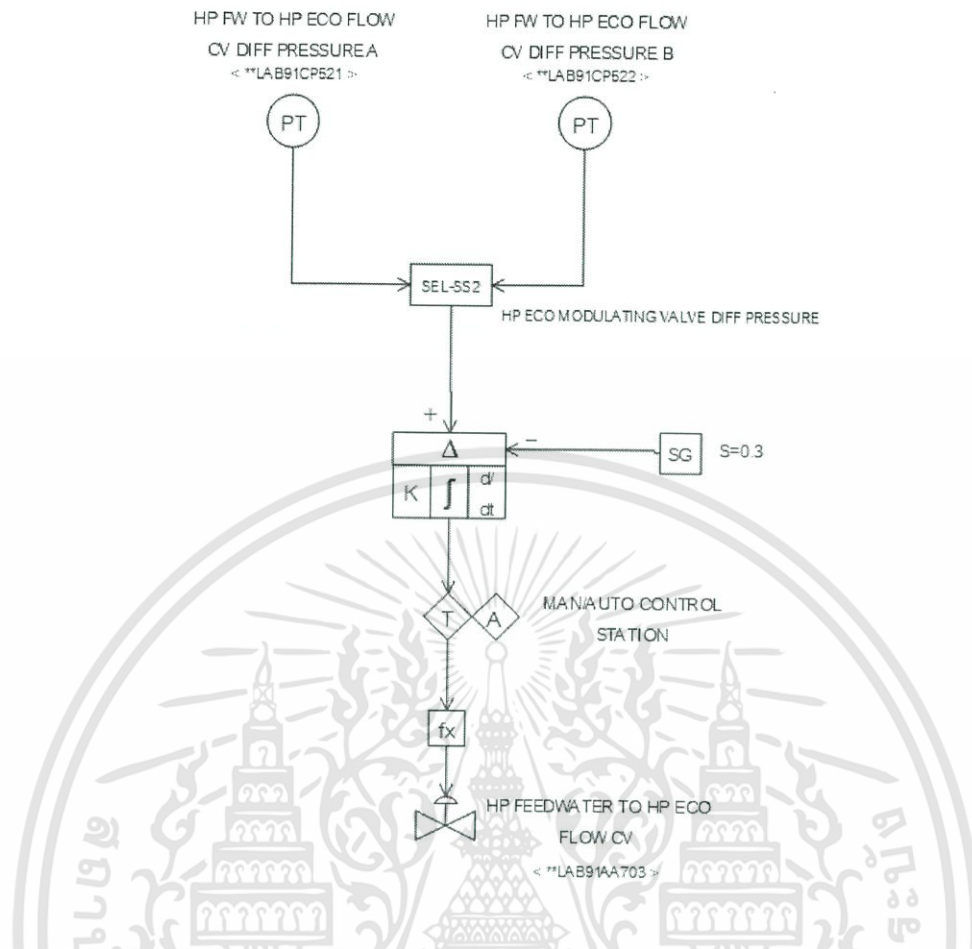 HP FW TO HP ECO FLOW
CV DIFF PRESSURE A
< **LAB91CP521 >
HP FW TO HP ECO FLOW
CV DIFF PRESSURE B
< **LAB91CP522 >
PT
PT
SEL-SS2
HP ECO MODULATING VALVE DIFF PRESSURE
+
Δ
−
SG
S=0.3
K
∫
d/
dt
T
A
MAN/AUTO CONTROL
STATION
fx
HP FEEDWATER TO HP ECO
FLOW CV
< **LAB91AA703 >